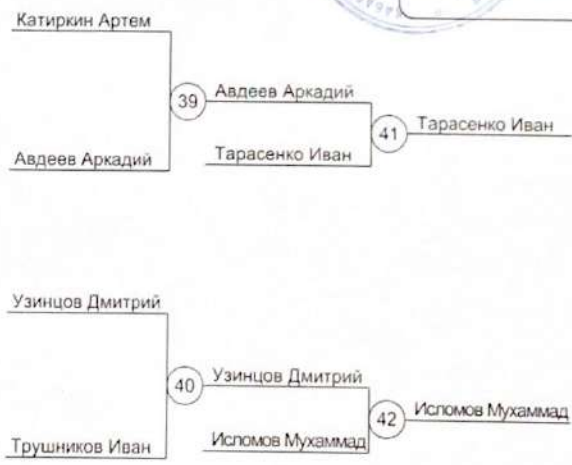 Катиркин Артем
39
Авдеев Аркадий
41
Тарасенко Иван
Авдеев Аркадий
Тарасенко Иван
Узинцов Дмитрий
40
Узинцов Дмитрий
42
Исломов Мухаммад
Трушников Иван
Исломов Мухаммад